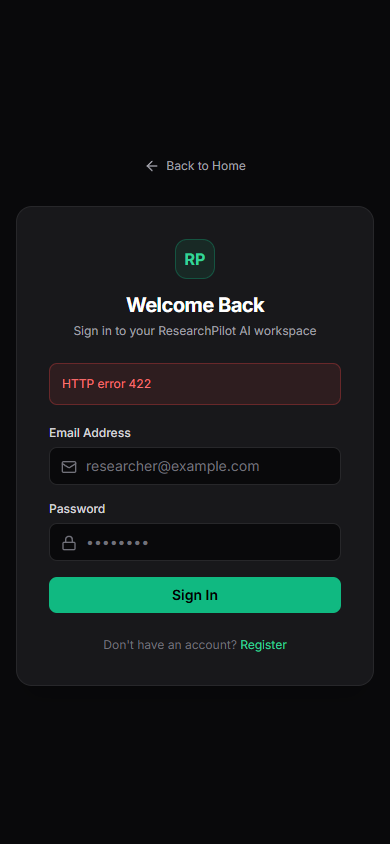 Back to Home
RP
Welcome Back
Sign in to your ResearchPilot AI workspace
HTTP error 422
Email Address
researcher@example.com
Password
••••••••
Sign In
Don't have an account? Register